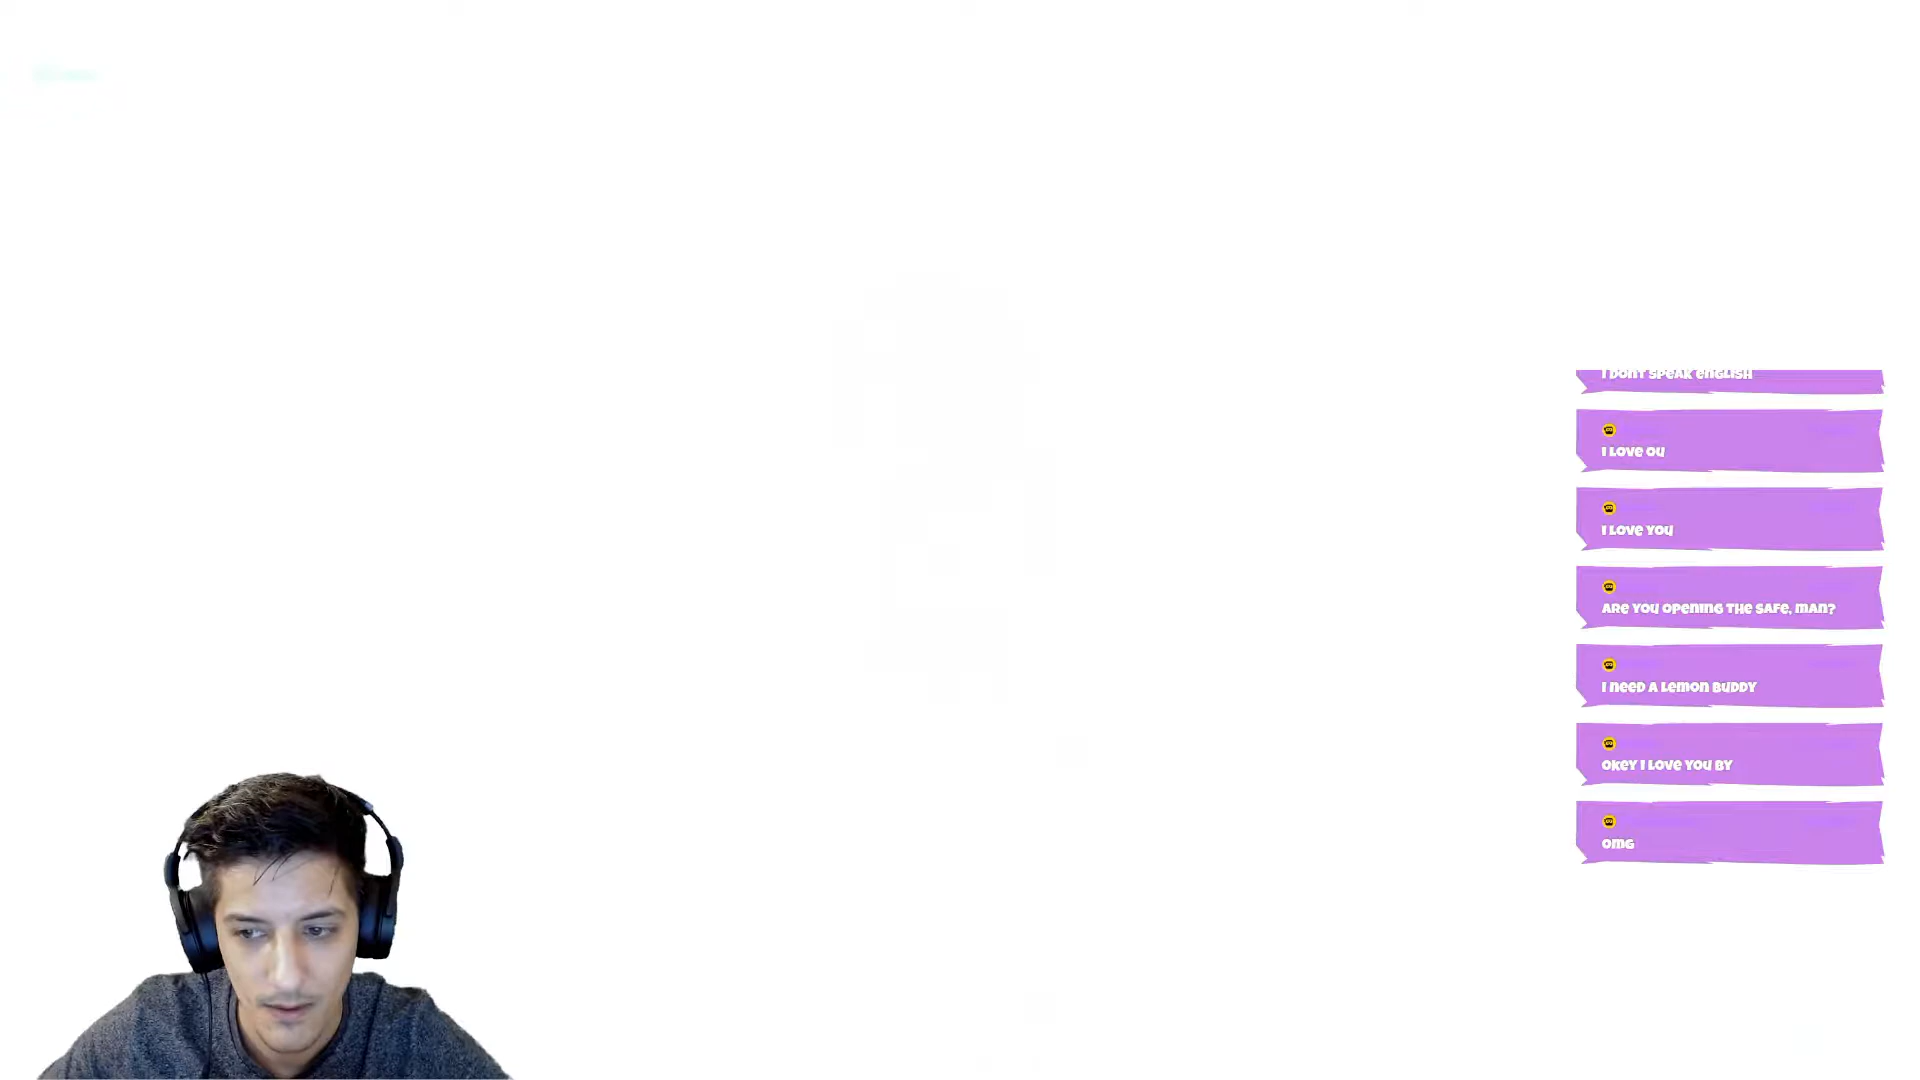 I DON'T SPEAK ENGLISH
I LOVE OU
I LOVE YOU
ARE YOU OPENING THE SAFE, MAN?
I NEED A LEMON BUDDY
OKEY I LOVE YOU BY
OMG